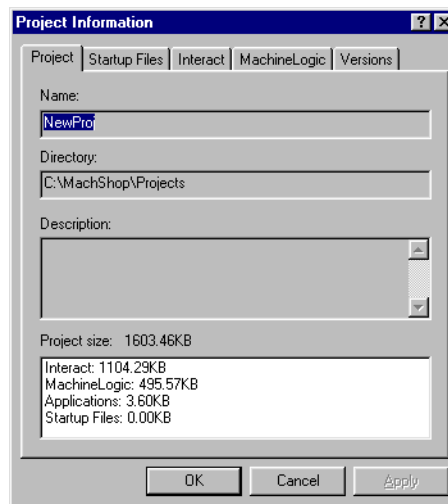 Project Information
Project Startup Files Interact MachineLogic Versions
Name:
NewProj
Directory:
C:\MachShop\Projects
Description:
Project size: 1603.46KB
Interact: 1104.29KB
MachineLogic: 495.57KB
Applications: 3.60KB
Startup Files: 0.00KB
OK Cancel Apply